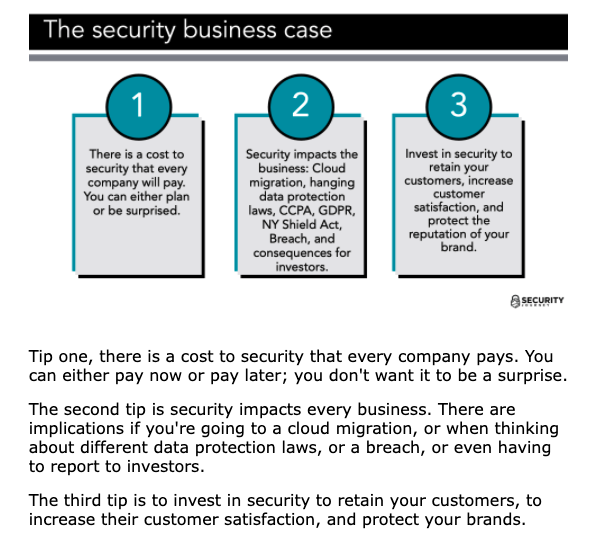 The security business case
1
There is a cost to
security that every
company will pay.
You can either plan
or be surprised.
2
Security impacts the
business: Cloud
migration, hanging
data protection
laws, CCPA, GDPR,
NY Shield Act,
Breach, and
consequences for
investors.
3
Invest in security to
retain your
customers, increase
customer
satisfaction, and
protect the
reputation of your
brand.
SECURITY
JOURNEY
Tip one, there is a cost to security that every company pays. You
can either pay now or pay later; you don't want it to be a surprise.
The second tip is security impacts every business. There are
implications if you're going to a cloud migration, or when thinking
about different data protection laws, or a breach, or even having
to report to investors.
The third tip is to invest in security to retain your customers, to
increase their customer satisfaction, and protect your brands.